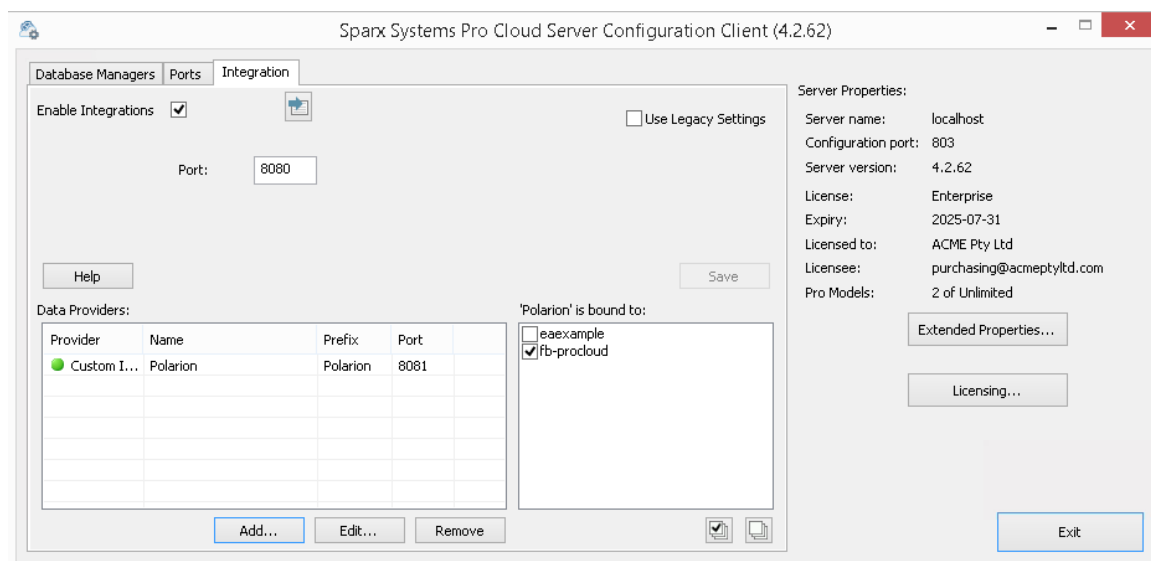 Sparx Systems Pro Cloud Server Configuration Client (4.2.62)
Database Managers Ports Integration
Enable Integrations
Use Legacy Settings
Port: 8080
Help
Save
Data Providers:
Provider Name Prefix Port
Custom I... Polarion Polarion 8081
Add...
Edit...
Remove
'Polarion' is bound to:
eaexample
fb-procloud
Server Properties:
Server name: localhost
Configuration port: 803
Server version: 4.2.62
License: Enterprise
Expiry: 2025-07-31
Licensed to: ACME Pty Ltd
Licensee: purchasing@acmeptyltd.com
Pro Models: 2 of Unlimited
Extended Properties...
Licensing...
Exit